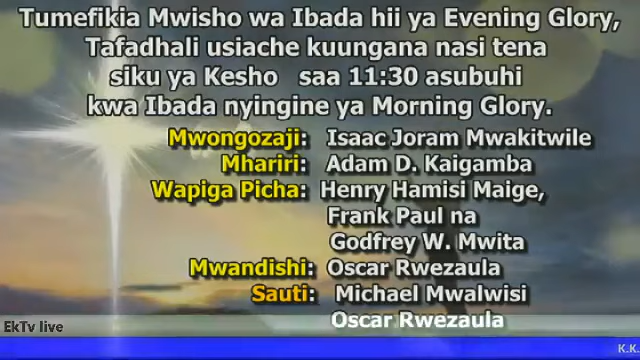 Tumefikia Mwisho wa Ibada hii ya Evening Glory,
Tafadhali usiache kuungana nasi tena
siku ya Kesho saa 11:30 asubuhi
kwa Ibada nyingine ya Morning Glory.
Mwongozaji: Isaac Joram Mwakitwile
Mhariri: Adam D. Kaigamba
Wapiga Picha: Henry Hamisi Maige,
Frank Paul na
Godfrey W. Mwita
Mwandishi: Oscar Rwezaula
Sauti: Michael Mwalwisi
Oscar Rwezaula
EkTv live
K.K.